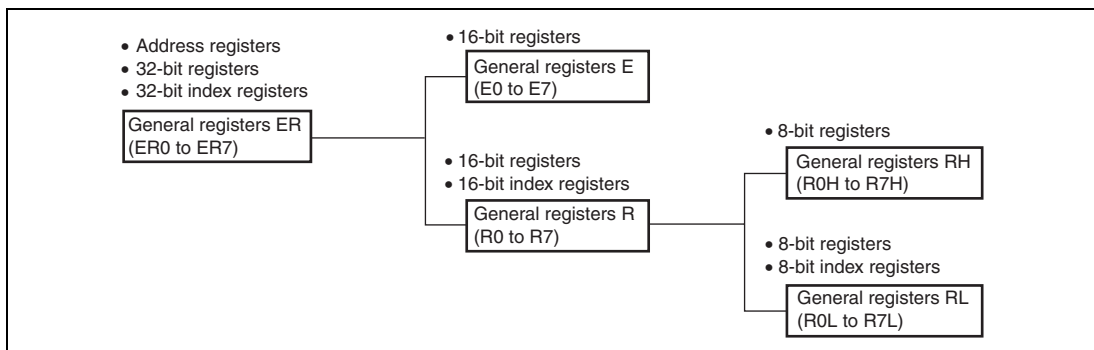 • Address registers
• 32-bit registers
• 32-bit index registers
General registers ER
(ER0 to ER7)
• 16-bit registers
General registers E
(E0 to E7)
• 16-bit registers
• 16-bit index registers
General registers R
(R0 to R7)
• 8-bit registers
General registers RH
(R0H to R7H)
• 8-bit registers
• 8-bit index registers
General registers RL
(R0L to R7L)